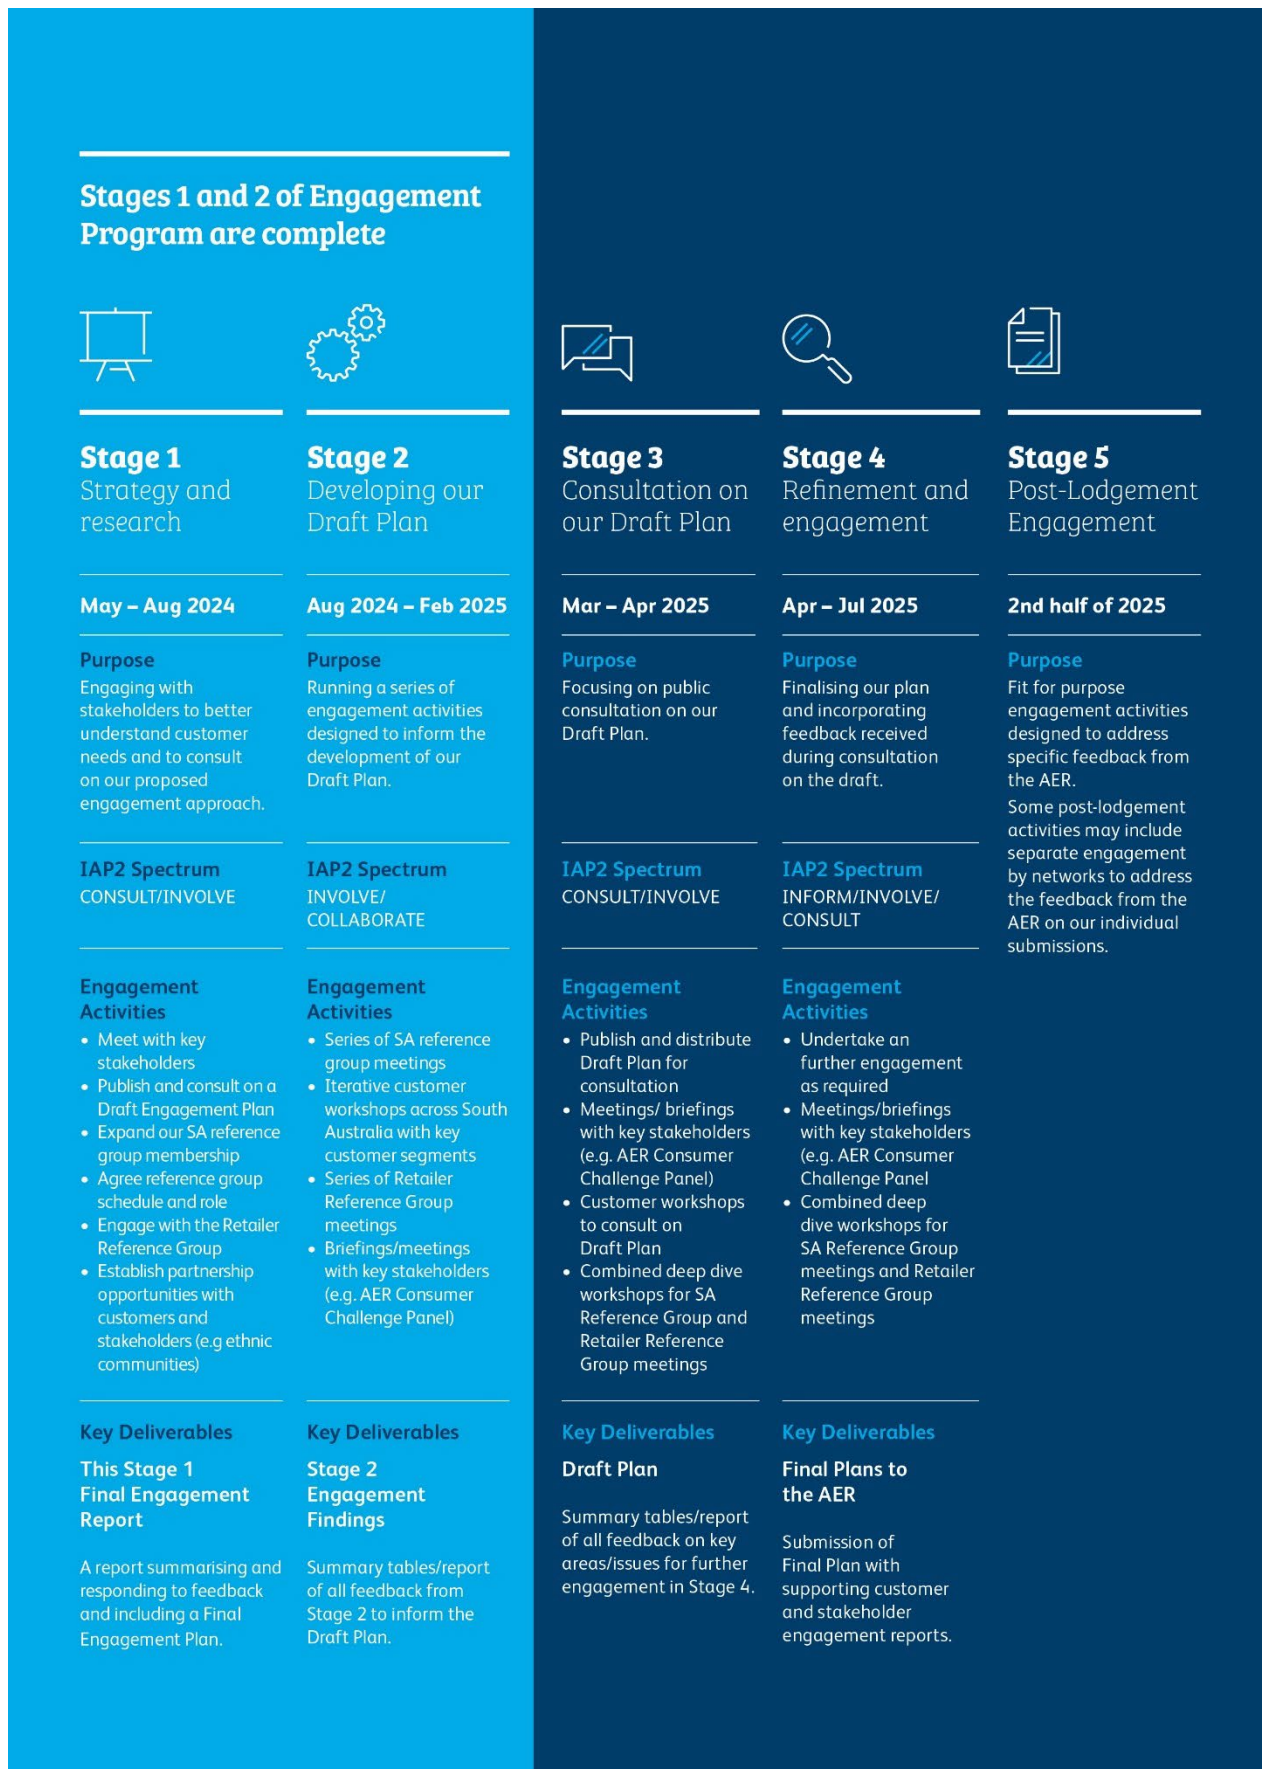 Stages 1 and 2 of Engagement
Program are complete
Stage 1
Strategy and
research
May – Aug 2024
Purpose
Engaging with
stakeholders to better
understand customer
needs and to consult
on our proposed
engagement approach.
IAP2 Spectrum
CONSULT/INVOLVE
Engagement
Activities
• Meet with key
stakeholders
• Publish and consult on a
Draft Engagement Plan
• Expand our SA reference
group membership
• Agree reference group
schedule and role
• Engage with the Retailer
Reference Group
• Establish partnership
opportunities with
customers and
stakeholders (e.g ethnic
communities)
Key Deliverables
This Stage 1
Final Engagement
Report
A report summarising and
responding to feedback
and including a Final
Engagement Plan.
Stage 2
Developing our
Draft Plan
Aug 2024 – Feb 2025
Purpose
Running a series of
engagement activities
designed to inform the
development of our
Draft Plan.
IAP2 Spectrum
INVOLVE/
COLLABORATE
Engagement
Activities
• Series of SA reference
group meetings
• Iterative customer
workshops across South
Australia with key
customer segments
• Series of Retailer
Reference Group
meetings
• Briefings/meetings
with key stakeholders
(e.g. AER Consumer
Challenge Panel)
Key Deliverables
Stage 2
Engagement
Findings
Summary tables/report
of all feedback from
Stage 2 to inform the
Draft Plan.
Stage 3
Consultation on
our Draft Plan
Mar – Apr 2025
Purpose
Focusing on public
consultation on our
Draft Plan.
IAP2 Spectrum
CONSULT/INVOLVE
Engagement
Activities
• Publish and distribute
Draft Plan for
consultation
• Meetings/ briefings
with key stakeholders
(e.g. AER Consumer
Challenge Panel)
• Customer workshops
to consult on
Draft Plan
• Combined deep dive
workshops for SA
Reference Group and
Retailer Reference
Group meetings
Key Deliverables
Draft Plan
Summary tables/report
of all feedback on key
areas/issues for further
engagement in Stage 4.
Stage 4
Refinement and
engagement
Apr – Jul 2025
Purpose
Finalising our plan
and incorporating
feedback received
during consultation
on the draft.
IAP2 Spectrum
INFORM/INVOLVE/
CONSULT
Engagement
Activities
• Undertake an
further engagement
as required
• Meetings/briefings
with key stakeholders
(e.g. AER Consumer
Challenge Panel
• Combined deep
dive workshops for
SA Reference Group
meetings and Retailer
Reference Group
meetings
Key Deliverables
Final Plans to
the AER
Submission of
Final Plan with
supporting customer
and stakeholder
engagement reports.
Stage 5
Post-Lodgement
Engagement
2nd half of 2025
Purpose
Fit for purpose
engagement activities
designed to address
specific feedback from
the AER.
Some post-lodgement
activities may include
separate engagement
by networks to address
the feedback from the
AER on our individual
submissions.